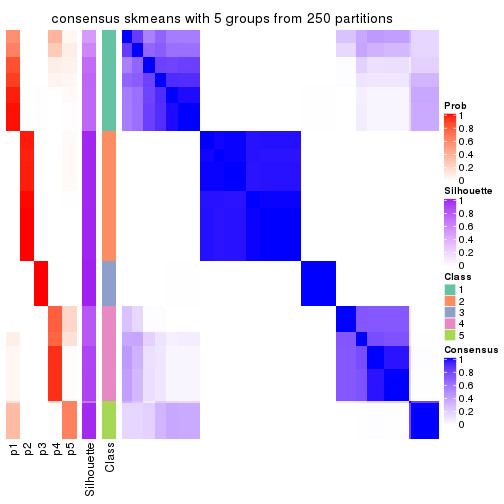 consensus skmeans with 5 groups from 250 partitions
Prob
1
0.8
0.6
0.4
0.2
0
Silhouette
1
0.8
0.6
0.4
0.2
0
Class
1
2
3
4
5
Consensus
1
0.8
0.6
0.4
0.2
0
p1
p2
p3
p4
p5
Silhouette
Class